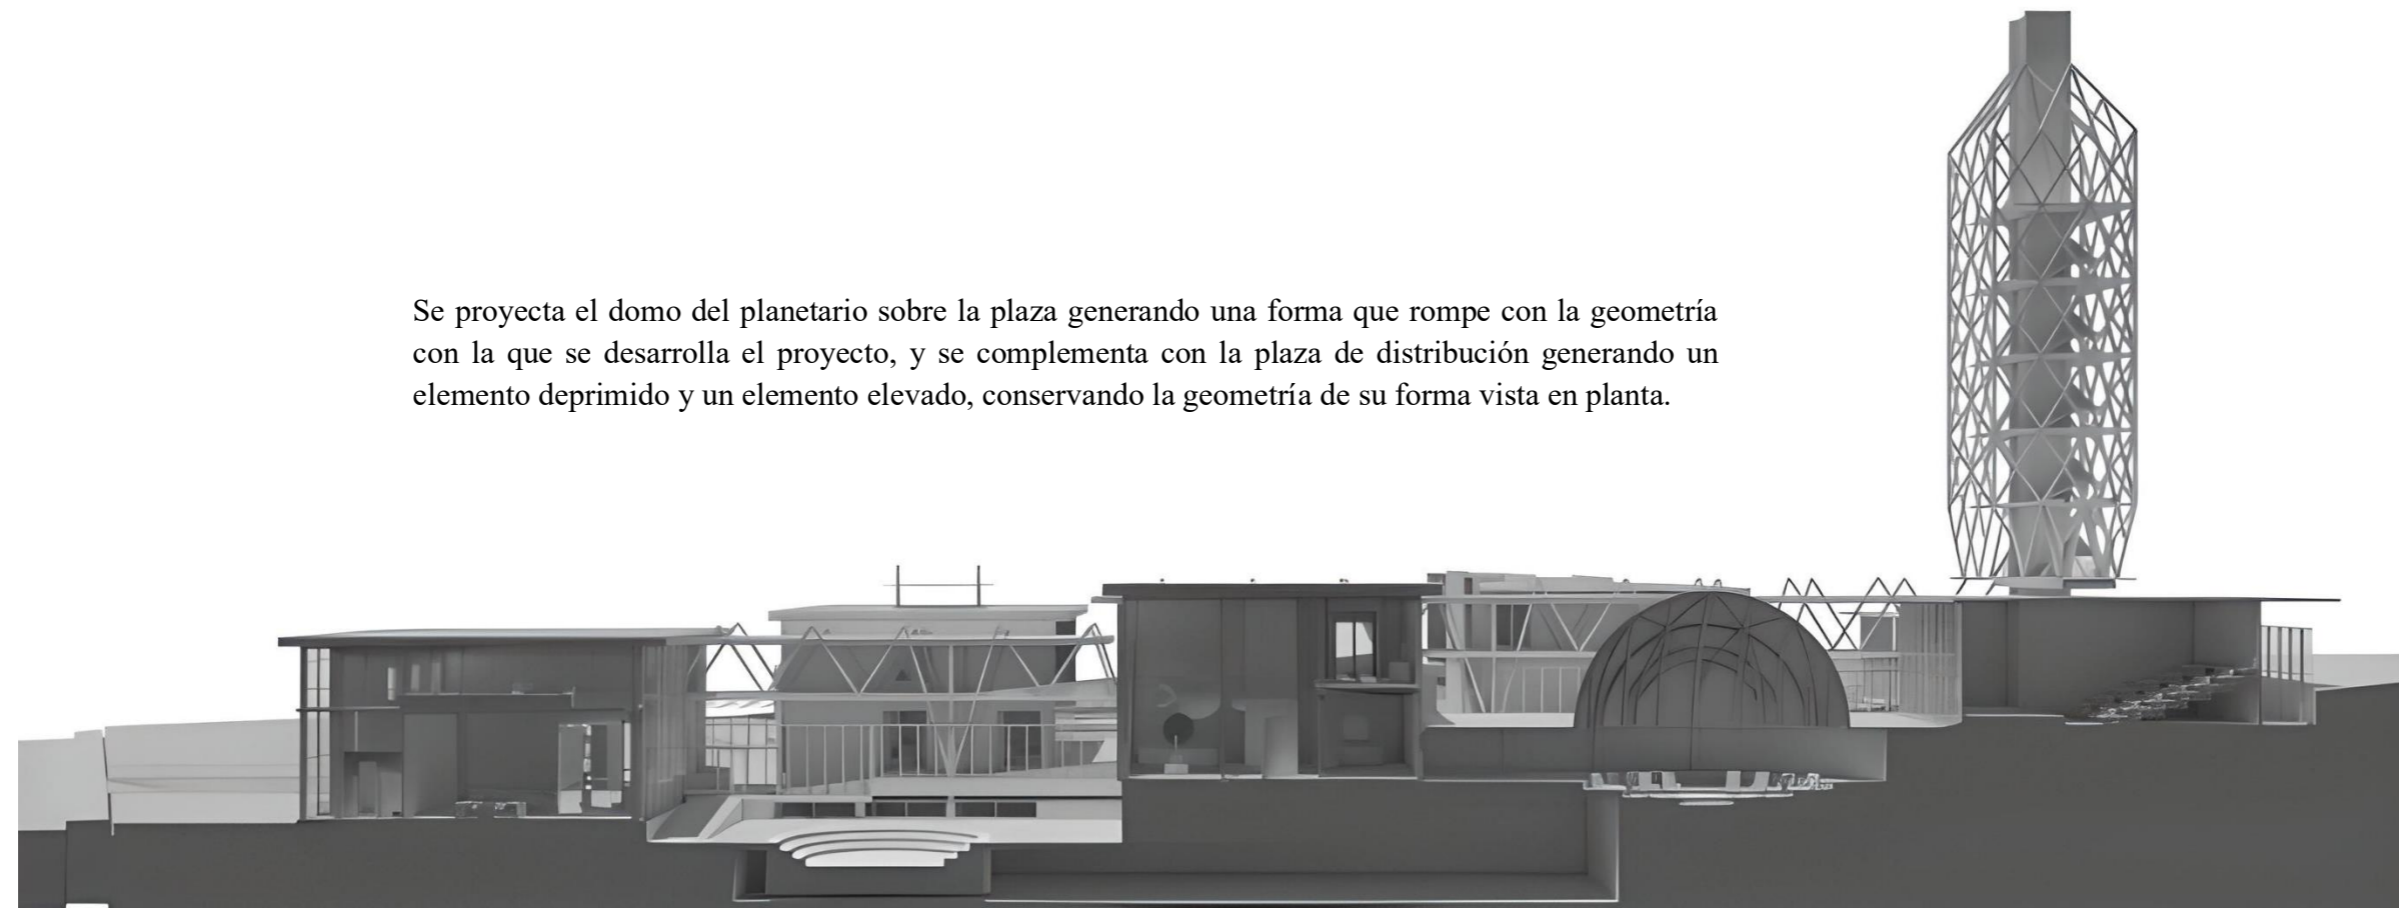 Se proyecta el domo del planetario sobre la plaza generando una forma que rompe con la geometría
con la que se desarrolla el proyecto, y se complementa con la plaza de distribución generando un
elemento deprimido y un elemento elevado, conservando la geometría de su forma vista en planta.